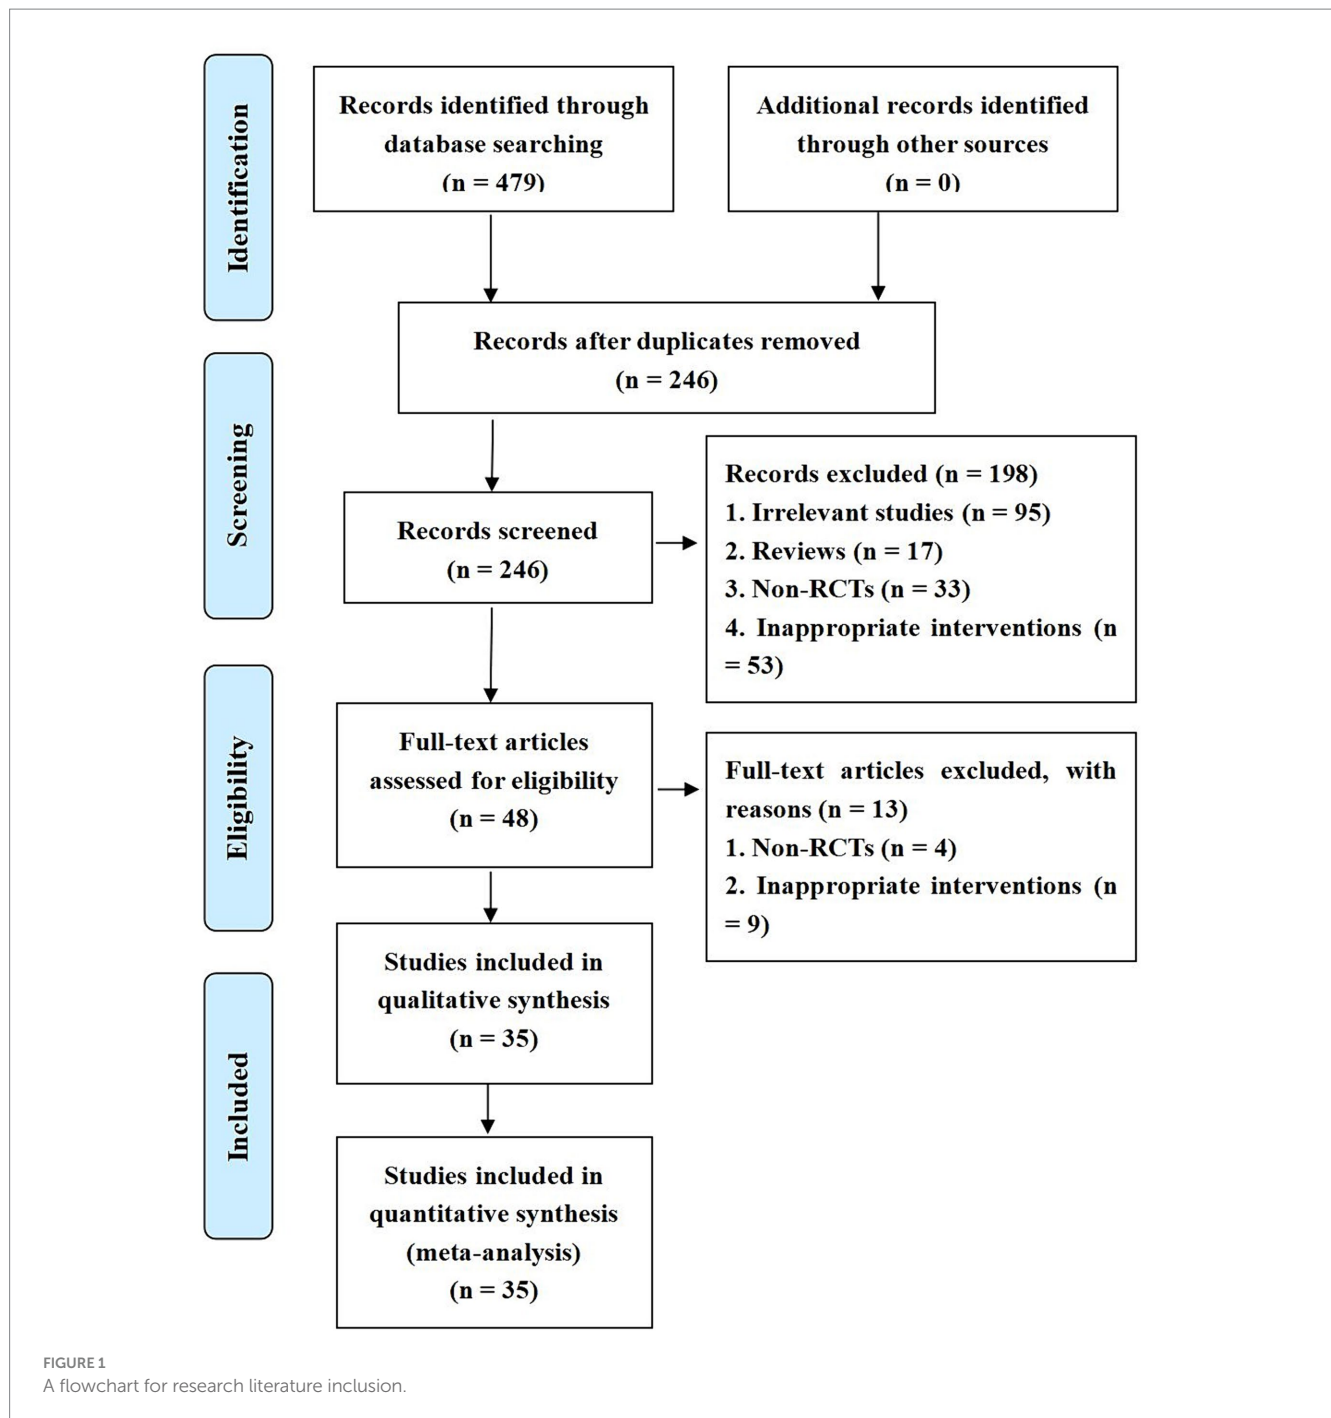 Identification
Records identified through
database searching
(n = 479)
Additional records identified
through other sources
(n = 0)
Records after duplicates removed
(n = 246)
Screening
Records screened
(n = 246)
Records excluded (n = 198)
1. Irrelevant studies (n = 95)
2. Reviews (n = 17)
3. Non-RCTs (n = 33)
4. Inappropriate interventions (n
= 53)
Eligibility
Full-text articles
assessed for eligibility
(n = 48)
Full-text articles excluded, with
reasons (n = 13)
1. Non-RCTs (n = 4)
2. Inappropriate interventions (n
= 9)
Included
Studies included in
qualitative synthesis
(n = 35)
Studies included in
quantitative synthesis
(meta-analysis)
(n = 35)
FIGURE 1
A flowchart for research literature inclusion.